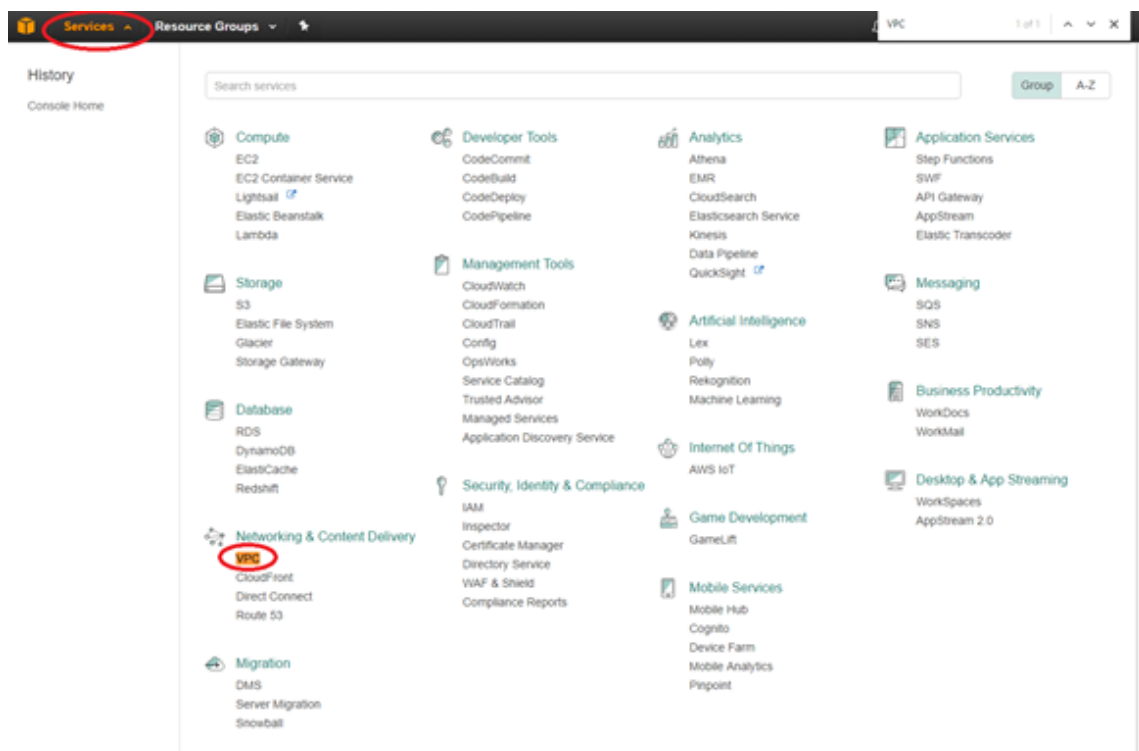 Services
Resource Groups
VPC
1 of 1
History
Console Home
Search services
Group
A-Z
Compute
EC2
EC2 Container Service
Lightsail
Elastic Beanstalk
Lambda
Storage
S3
Elastic File System
Glacier
Storage Gateway
Database
RDS
DynamoDB
ElastiCache
Redshift
Networking & Content Delivery
VPC
CloudFront
Direct Connect
Route 53
Migration
DMS
Server Migration
Snowball
Developer Tools
CodeCommit
CodeBuild
CodeDeploy
CodePipeline
Management Tools
CloudWatch
CloudFormation
CloudTrail
Config
OpsWorks
Service Catalog
Trusted Advisor
Managed Services
Application Discovery Service
Security, Identity & Compliance
IAM
Inspector
Certificate Manager
Directory Service
WAF & Shield
Compliance Reports
Analytics
Athena
EMR
CloudSearch
Elasticsearch Service
Kinesis
Data Pipeline
QuickSight
Artificial Intelligence
Lex
Polly
Rekognition
Machine Learning
Internet Of Things
AWS IoT
Game Development
GameLift
Mobile Services
Mobile Hub
Cognito
Device Farm
Mobile Analytics
Pinpoint
Application Services
Step Functions
SWF
API Gateway
AppStream
Elastic Transcoder
Messaging
SQS
SNS
SES
Business Productivity
WorkDocs
WorkMail
Desktop & App Streaming
WorkSpaces
AppStream 2.0